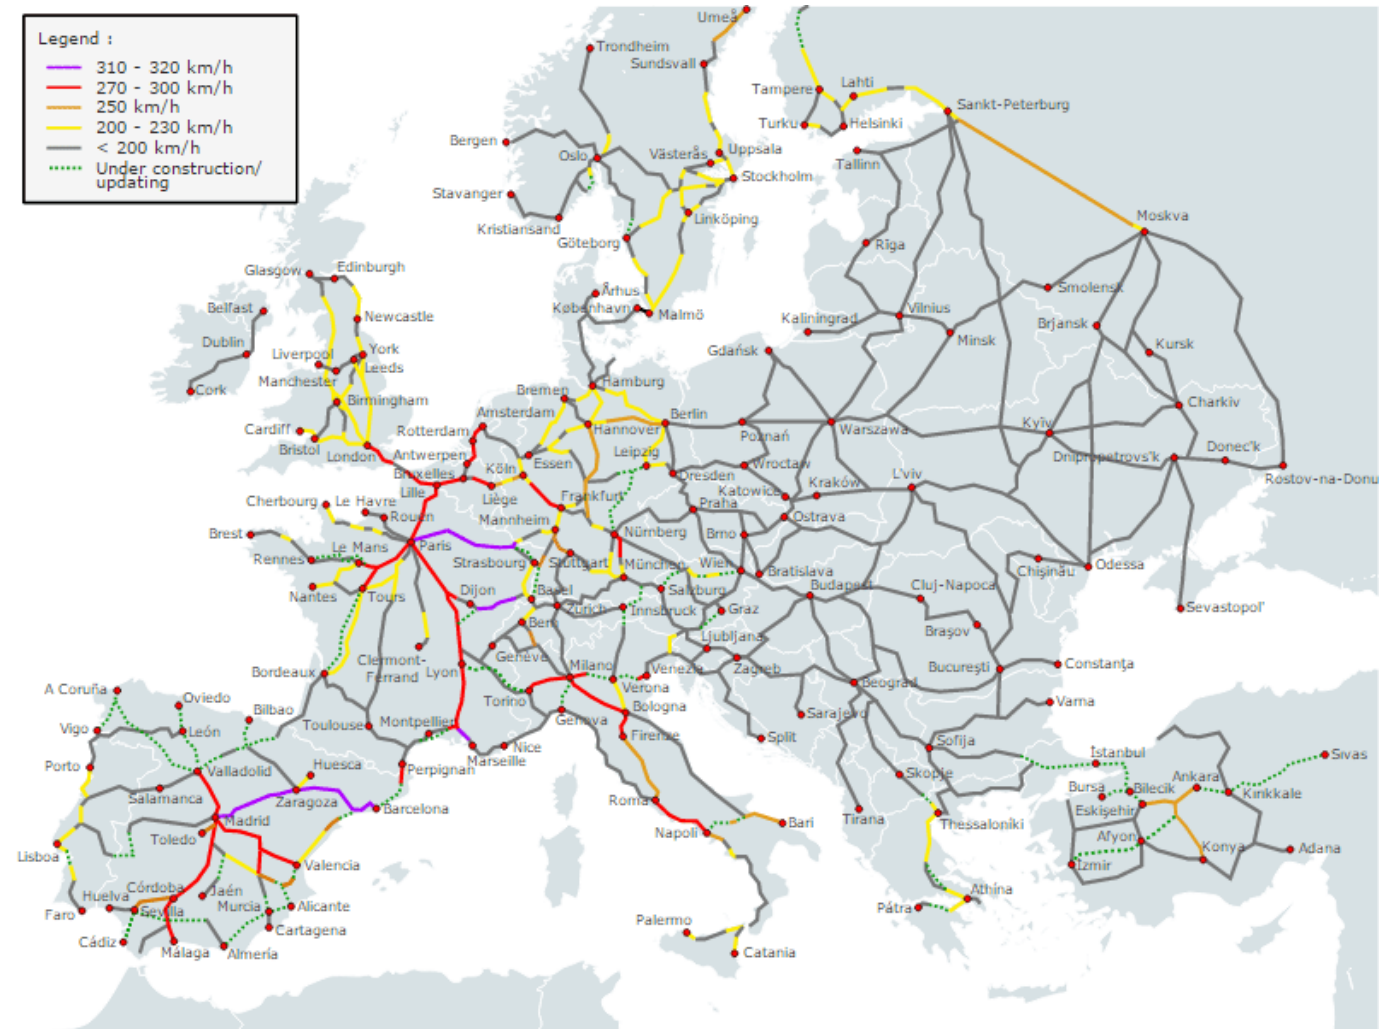 Legend :
310 - 320 km/h
270 - 300 km/h
250 km/h
200 - 230 km/h
< 200 km/h
Under construction/
updating
Umeå
Trondheim
Sundsvall
Tampere
Lahti
Sankt-Peterburg
Turku
Helsinki
Bergen
Oslo
Västerås
Uppsala
Tallinn
Stockholm
Stavanger
Linköping
Moskva
Kristiansand
Göteborg
Rīga
Glasgow
Edinburgh
Smolensk
Århus
Belfast
København
Malmö
Kaliningrad
Vilnius
Newcastle
Brjansk
Minsk
Dublin
Liverpool
York
Leeds
Gdańsk
Kursk
Manchester
Hamburg
Cork
Bremen
Birmingham
Amsterdam
Berlin
Charkiv
Cardiff
Rotterdam
Hannover
Poznań
Warszawa
Kyïv
Bristol
London
Antwerpen
Leipzig
Donec'k
Bruxelles
Köln
Essen
Wrocław
Dnipropetrovs'k
Lille
Liège
Dresden
Katowice
Kraków
L'viv
Rostov-na-Donu
Cherbourg
Le Havre
Frankfurt
Praha
Rouen
Mannheim
Ostrava
Brest
Le Mans
Paris
Nürnberg
Brno
Rennes
Strasbourg
Stuttgart
München
Wien
Bratislava
Chişinău
Odessa
Nantes
Tours
Dijon
Basel
Salzburg
Budapest
Cluj-Napoca
Zürich
Innsbruck
Graz
Sevastopol'
Bern
Braşov
Ljubljana
Clermont-
Ferrand
Genève
Milano
Venezia
Zagreb
Bucureşti
Constanţa
Bordeaux
Lyon
Torino
Verona
Beograd
A Coruña
Oviedo
Bilbao
Bologna
Varna
Toulouse
Montpellier
Genova
Sarajevo
Vigo
León
Firenze
Split
Sofija
Nice
Marseille
İstanbul
Sivas
Porto
Valladolid
Huesca
Perpignan
Skopje
Ankara
Bursa
Bilecik
Kırıkkale
Salamanca
Zaragoza
Barcelona
Roma
Eskişehir
Madrid
Tirana
Thessaloníki
Bari
Toledo
Napoli
Afyon
Konya
Adana
Lisboa
Valencia
İzmir
Córdoba
Jaén
Athína
Huelva
Sevilla
Murcia
Alicante
Pátra
Faro
Palermo
Cartagena
Cádiz
Málaga
Almería
Catania